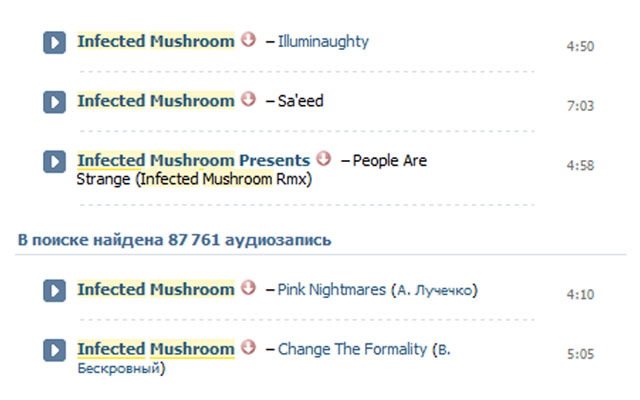 Infected Mushroom – Illuminaughty 4:50
Infected Mushroom – Sa'eed 7:03
Infected Mushroom Presents – People Are 4:58
Strange (Infected Mushroom Rmx)
В поиске найдена 87 761 аудиозапись
Infected Mushroom – Pink Nightmares (А. Лучечко) 4:10
Infected Mushroom – Change The Formality (В. 5:05
Бескровный)